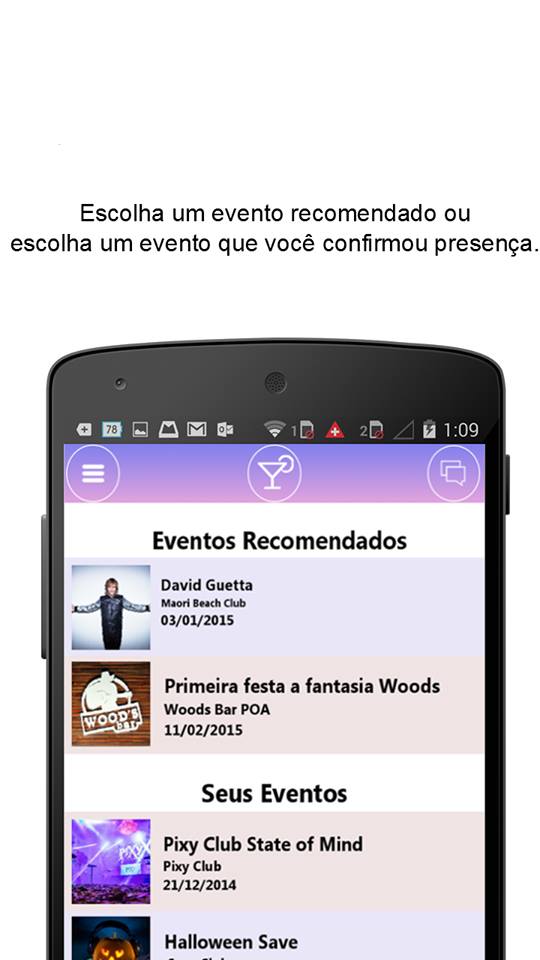 Escolha um evento recomendado ou
escolha um evento que você confirmou presença.
78
1
2
1:09
Eventos Recomendados
David Guetta
Maori Beach Club
03/01/2015
WOOD'S
bar
Primeira festa a fantasia Woods
Woods Bar POA
11/02/2015
Seus Eventos
PIXY
Pixy Club State of Mind
Pixy Club
21/12/2014
Halloween Save